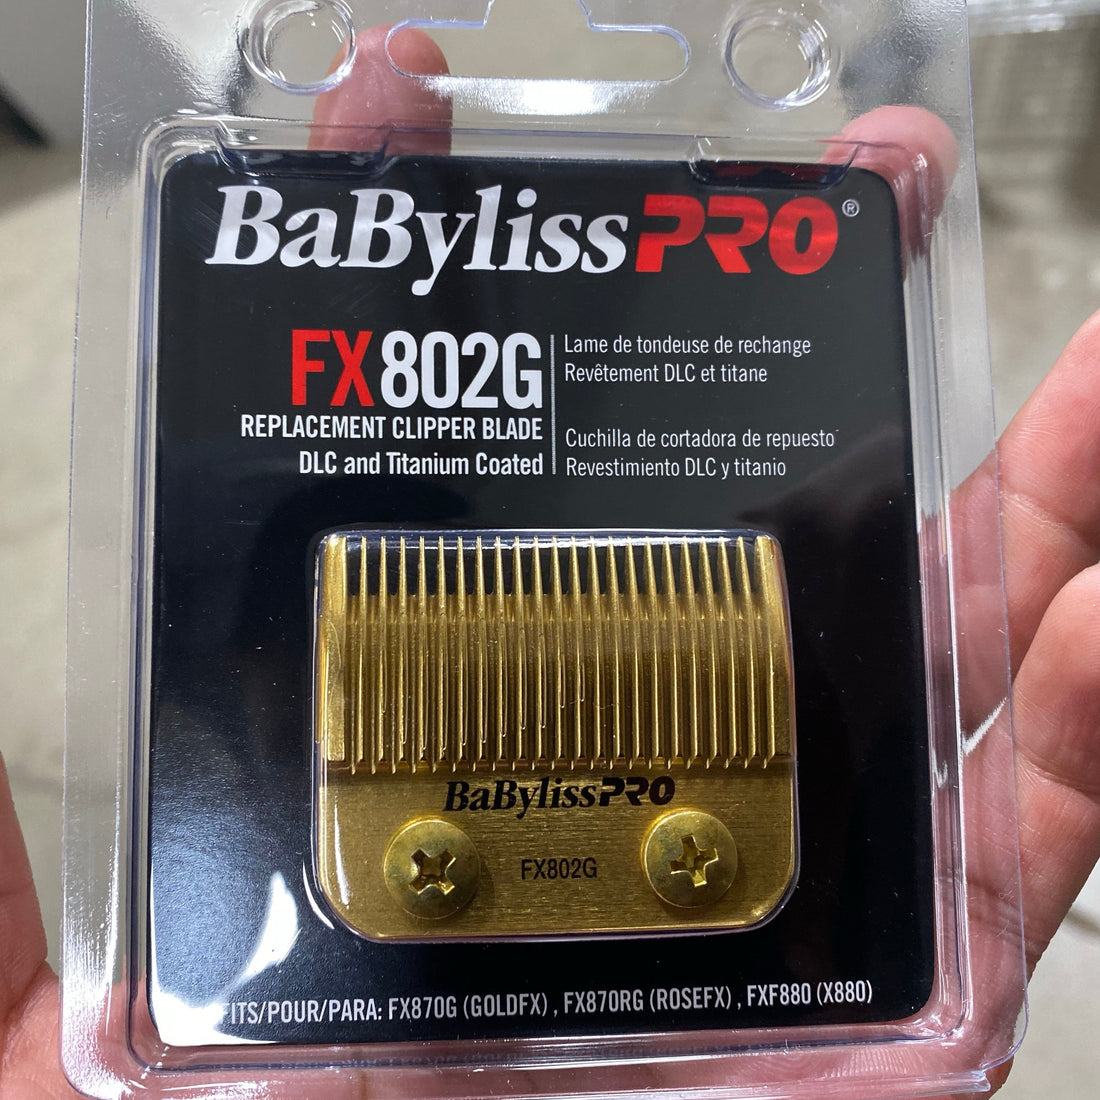 BaBylissPRO®
FX802G
REPLACEMENT CLIPPER BLADE
DLC and Titanium Coated
Lame de tondeuse de rechange
Revêtement DLC et titane
Cuchilla de cortadora de repuesto
Revestimiento DLC y titanio
BaBylissPRO
FX802G
FITS/POUR/PARA: FX870G (GOLDFX) , FX870RG (ROSEFX) , FXF880 (X880)